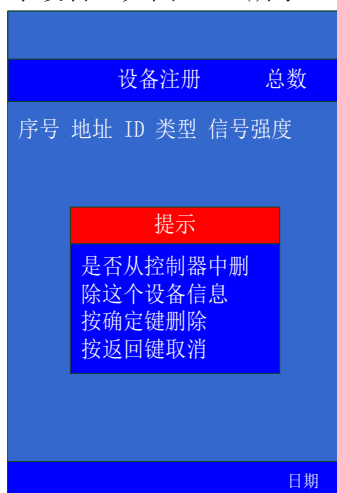 设备注册 总数
序号 地址 ID 类型 信号强度
提示
是否从控制器中删
除这个设备信息
按确定键删除
按返回键取消
日期